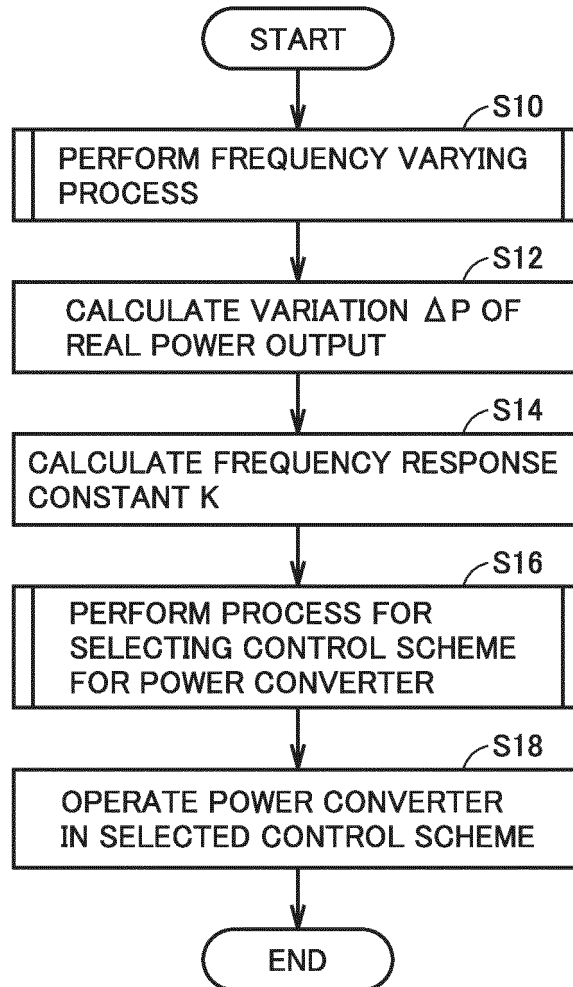 START
S10
PERFORM FREQUENCY VARYING
PROCESS
S12
CALCULATE VARIATION ΔP OF
REAL POWER OUTPUT
S14
CALCULATE FREQUENCY RESPONSE
CONSTANT K
S16
PERFORM PROCESS FOR
SELECTING CONTROL SCHEME
FOR POWER CONVERTER
S18
OPERATE POWER CONVERTER
IN SELECTED CONTROL SCHEME
END